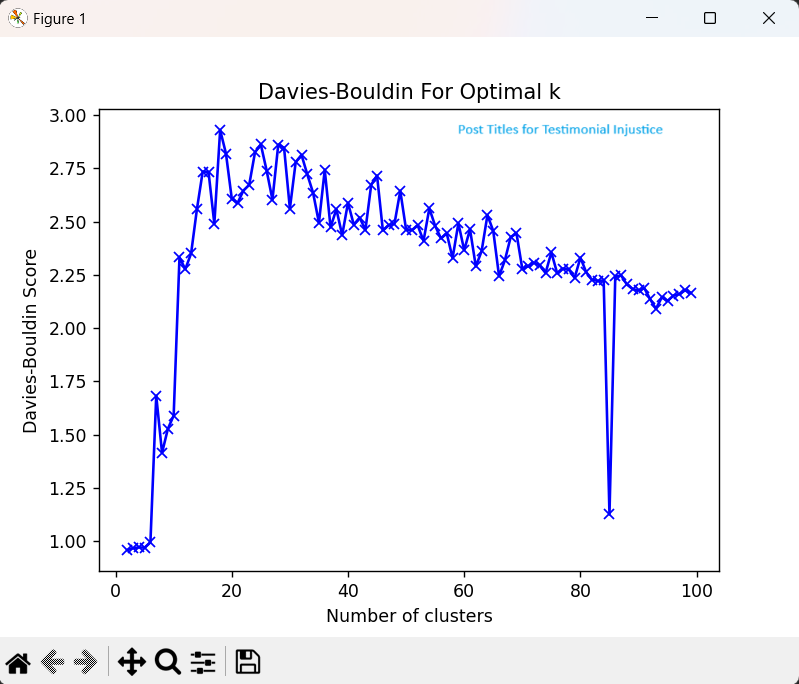 Figure 1
Davies-Bouldin For Optimal k
Post Titles for Testimonial Injustice
Davies-Bouldin Score
3.00
2.75
2.50
2.25
2.00
1.75
1.50
1.25
1.00
0 20 40 60 80 100
Number of clusters